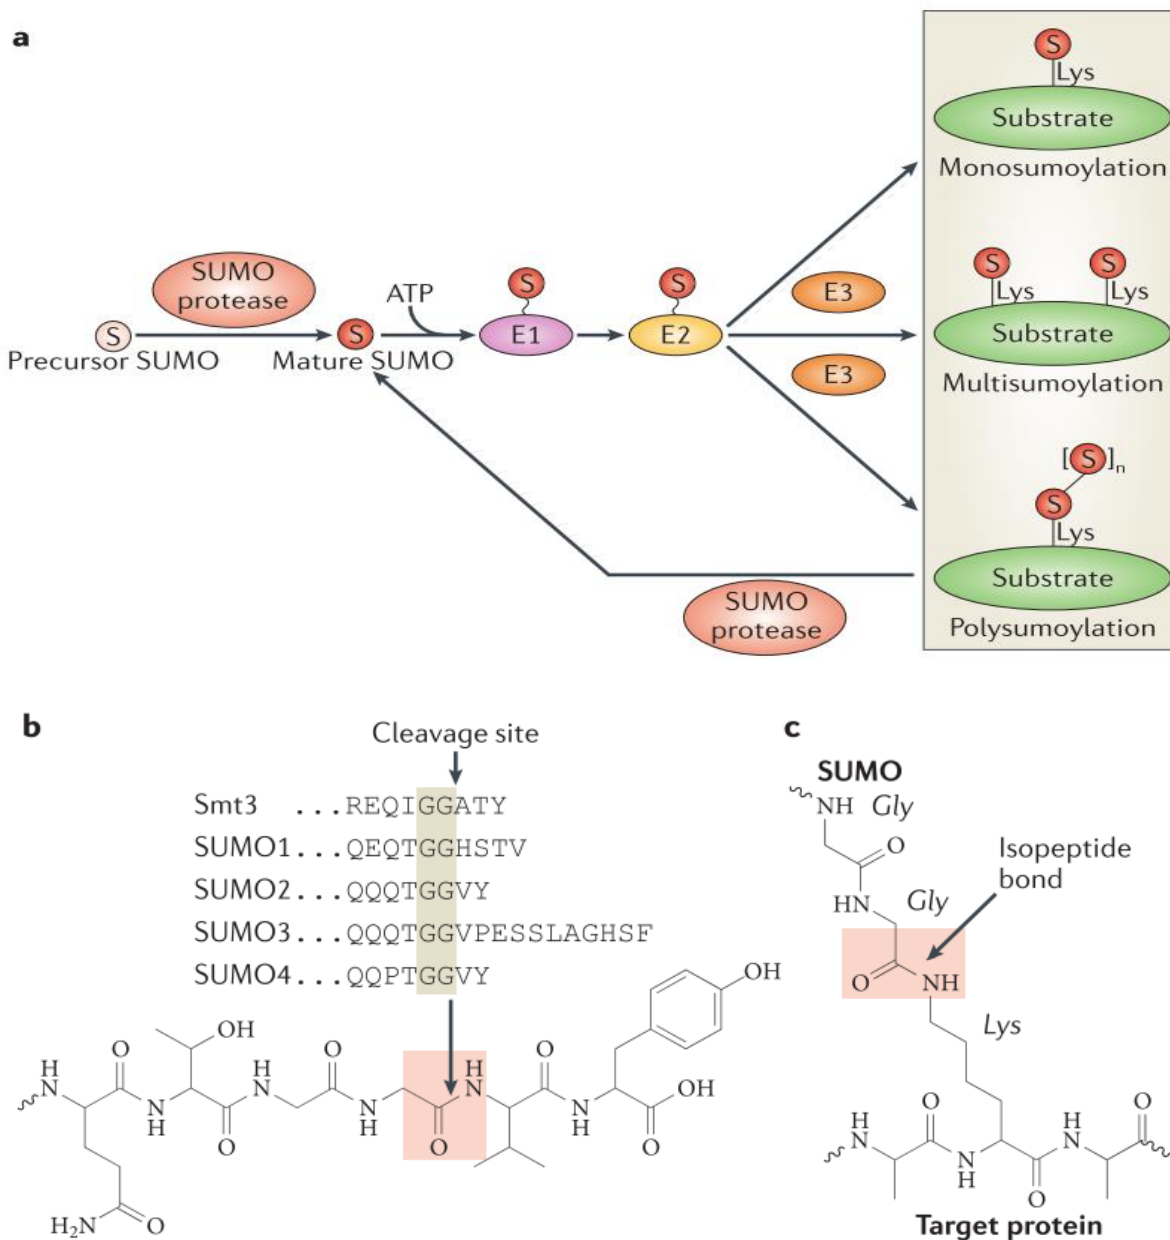 a
S
Lys
Substrate
Monosumoylation
SUMO
protease
ATP
S
S
E3
S
S
Lys
Lys
S
Precursor SUMO
S
Mature SUMO
E1
E2
Substrate
E3
Multisumoylation
[S]n
S
Lys
Substrate
SUMO
protease
Polysumoylation
b
Cleavage site
Smt3 ...REQIGGATY
SUMO1...QEQTGGHSTV
SUMO2...QQQTGGVY
SUMO3...QQQTGGVPESSLAGHSF
SUMO4...QQPTGGVY
OH
OH
H
N
O
N
H
O
H
N
O
N
H
O
H
N
O
N
H
OH
O
H2N
O
c
SUMO
NH
Gly
O
HN
Gly
Isopeptide
bond
O
NH
Lys
H
N
O
N
H
O
H
N
O
Target protein